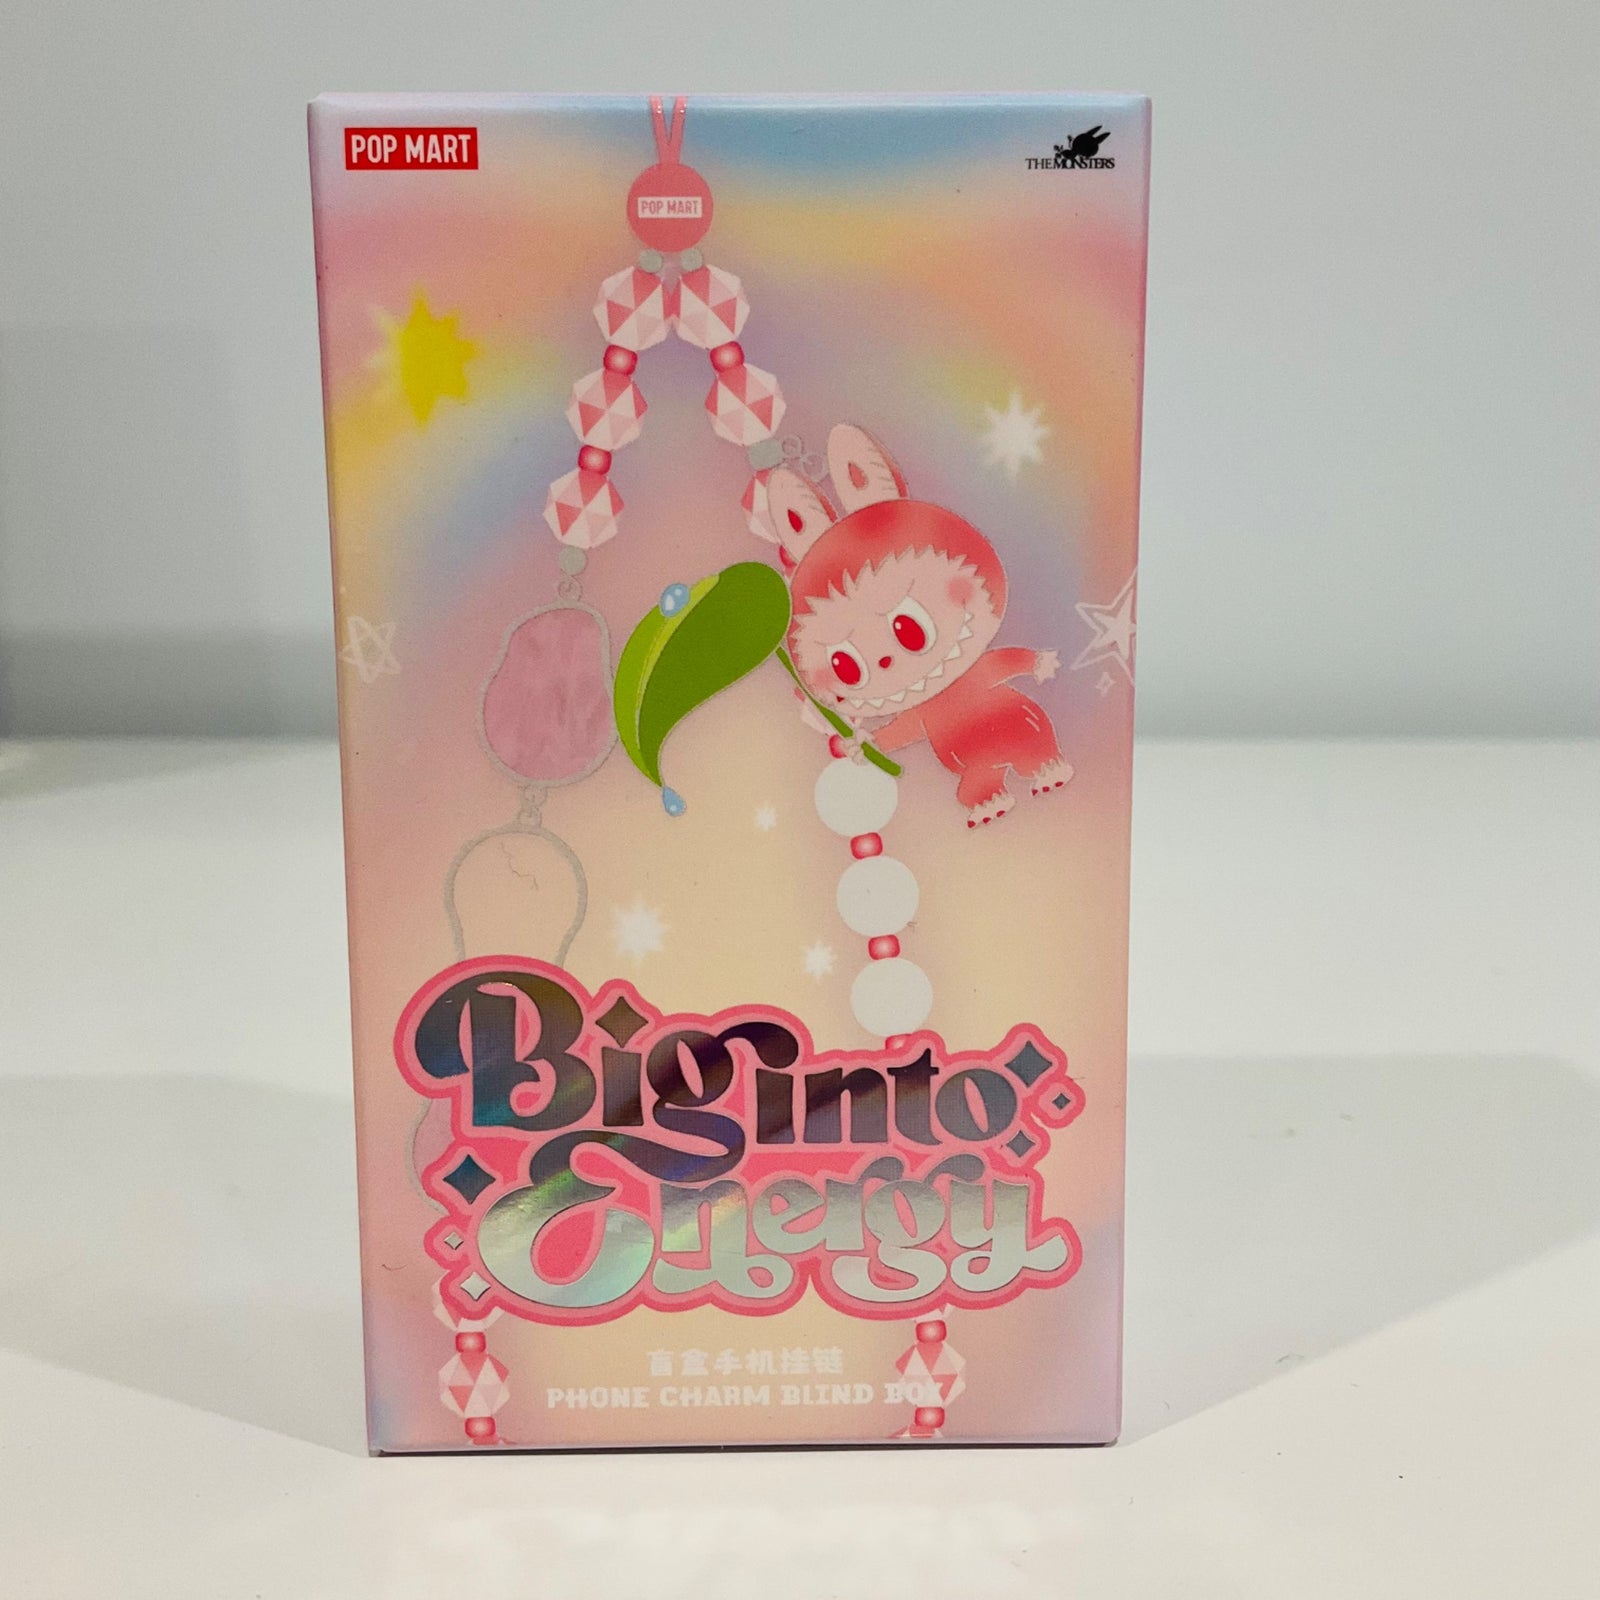 POP MART
THE MONSTERS
POP MART
Big into
Energy
盲盒手机挂链
PHONE CHARM BLIND BOX